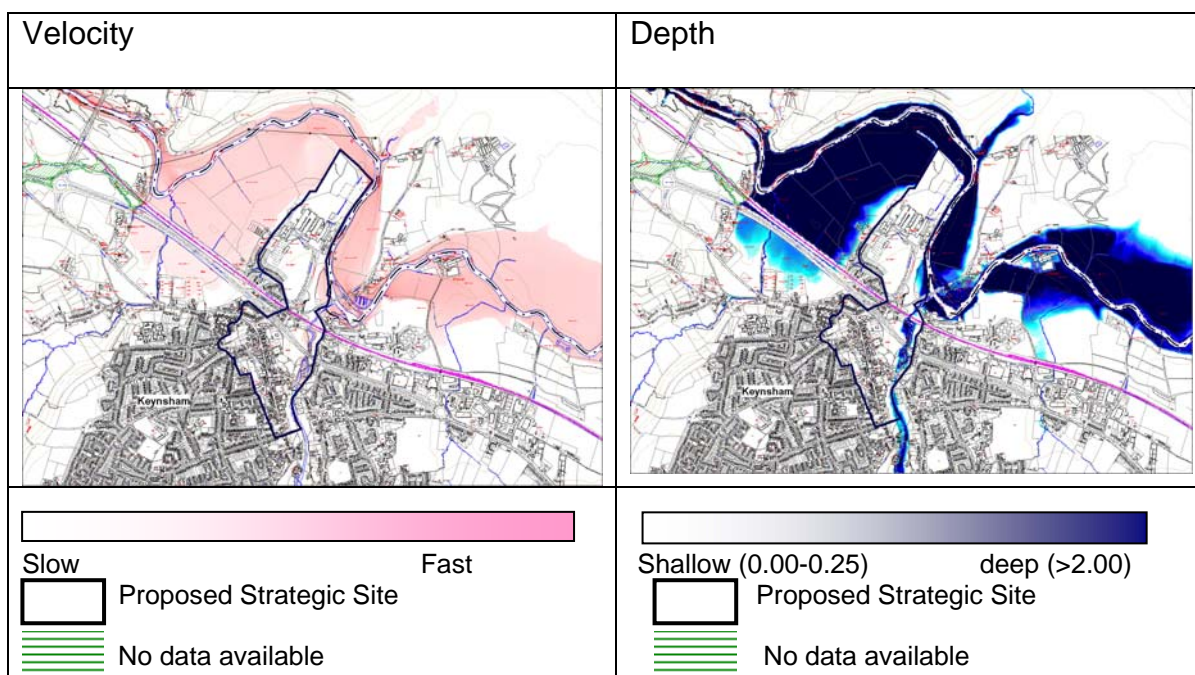 Velocity
Depth
Keynsham
Keynsham
Slow
Fast
Proposed Strategic Site
No data available
Shallow (0.00-0.25)
deep (>2.00)
Proposed Strategic Site
No data available